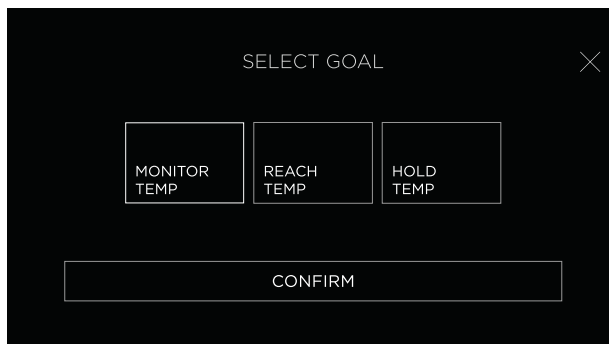 SELECT GOAL
MONITOR
TEMP
REACH
TEMP
HOLD
TEMP
CONFIRM